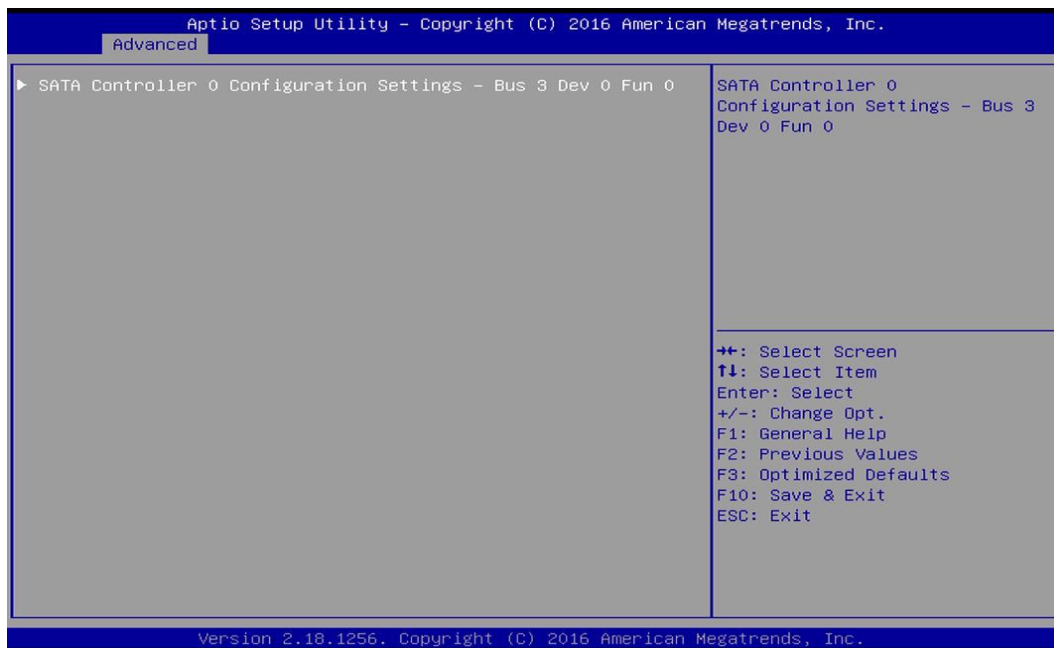 Aptio Setup Utility – Copyright (C) 2016 American Megatrends, Inc.
Advanced
▶ SATA Controller 0 Configuration Settings – Bus 3 Dev 0 Fun 0
SATA Controller 0
Configuration Settings – Bus 3
Dev 0 Fun 0
→←: Select Screen
↑↓: Select Item
Enter: Select
+/-: Change Opt.
F1: General Help
F2: Previous Values
F3: Optimized Defaults
F10: Save & Exit
ESC: Exit
Version 2.18.1256. Copyright (C) 2016 American Megatrends, Inc.